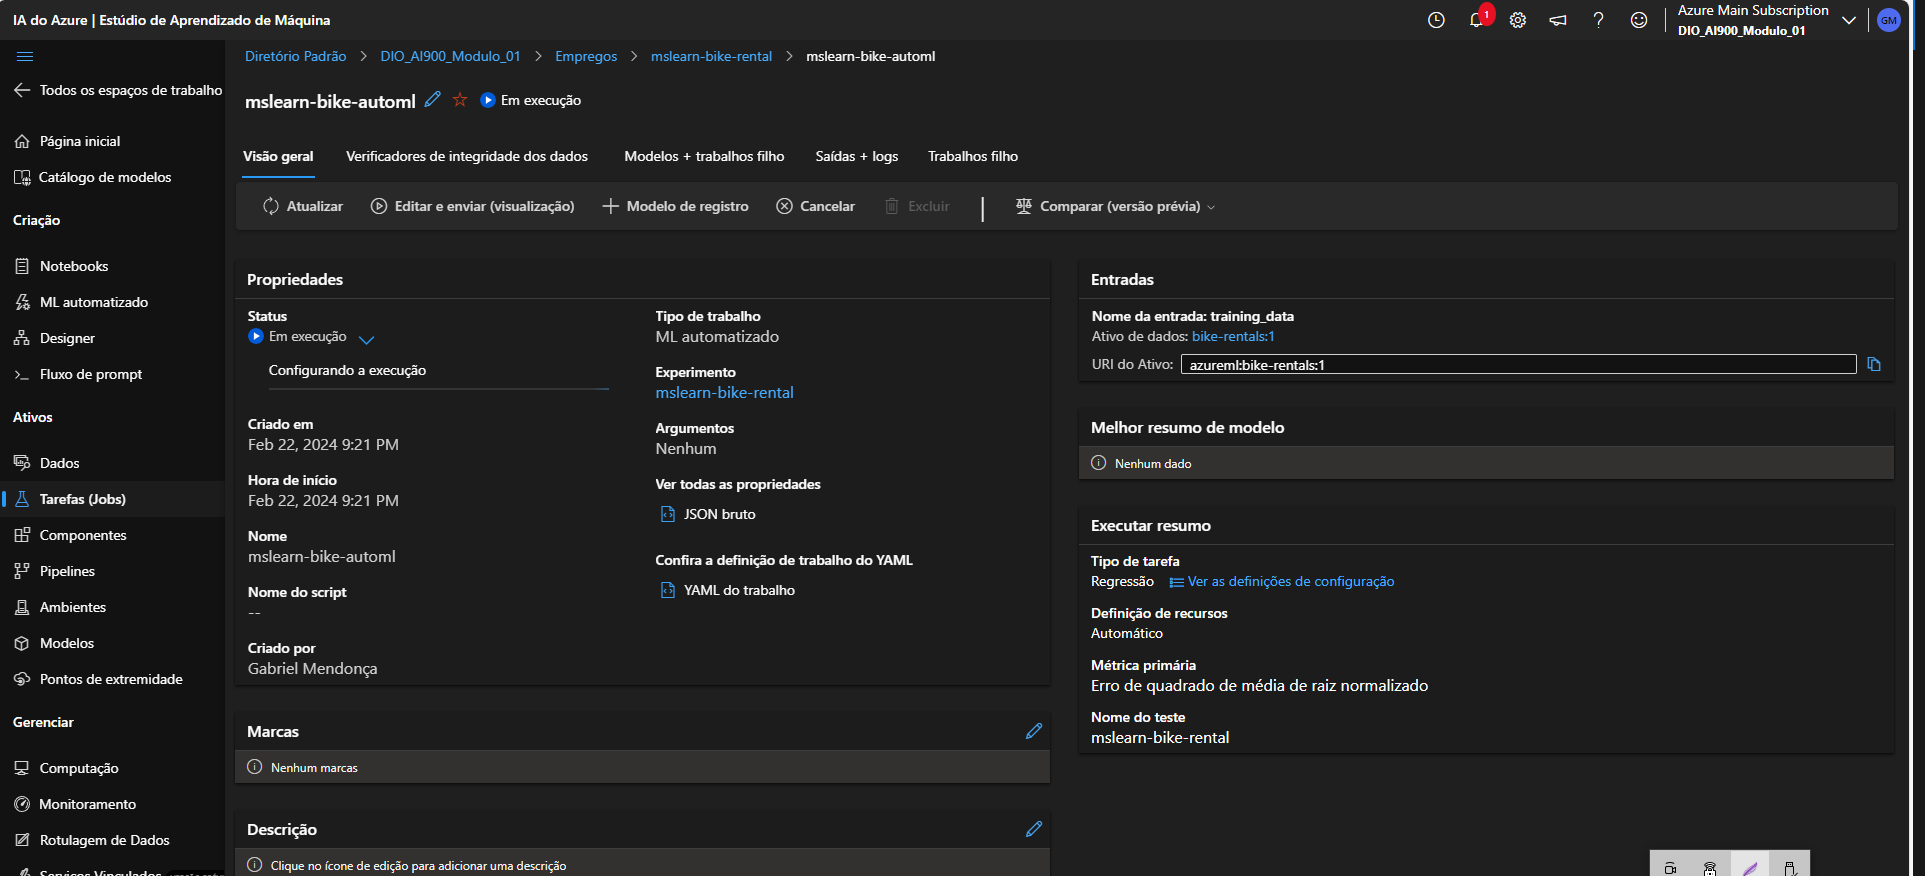 IA do Azure | Estúdio de Aprendizado de Máquina
1
Azure Main Subscription
DIO_AI900_Modulo_01
GM
Todos os espaços de trabalho
Página inicial
Catálogo de modelos
Criação
Notebooks
ML automatizado
Designer
Fluxo de prompt
Ativos
Dados
Tarefas (Jobs)
Componentes
Pipelines
Ambientes
Modelos
Pontos de extremidade
Gerenciar
Computação
Monitoramento
Rotulagem de Dados
Serviços Vinculados
Diretório Padrão > DIO_AI900_Modulo_01 > Empregos > mslearn-bike-rental > mslearn-bike-automl
mslearn-bike-automl Em execução
Visão geral Verificadores de integridade dos dados Modelos + trabalhos filho Saídas + logs Trabalhos filho
Atualizar Editar e enviar (visualização) Modelo de registro Cancelar Excluir | Comparar (versão prévia)
Propriedades
Status
Em execução
Configurando a execução
Criado em
Feb 22, 2024 9:21 PM
Hora de início
Feb 22, 2024 9:21 PM
Nome
mslearn-bike-automl
Nome do script
--
Criado por
Gabriel Mendonça
Tipo de trabalho
ML automatizado
Experimento
mslearn-bike-rental
Argumentos
Nenhum
Ver todas as propriedades
JSON bruto
Confira a definição de trabalho do YAML
YAML do trabalho
Marcas
Nenhum marcas
Descrição
Clique no ícone de edição para adicionar uma descrição
Entradas
Nome da entrada: training_data
Ativo de dados: bike-rentals:1
URI do Ativo: azureml:bike-rentals:1
Melhor resumo de modelo
Nenhum dado
Executar resumo
Tipo de tarefa
Regressão Ver as definições de configuração
Definição de recursos
Automático
Métrica primária
Erro de quadrado de média de raiz normalizado
Nome do teste
mslearn-bike-rental